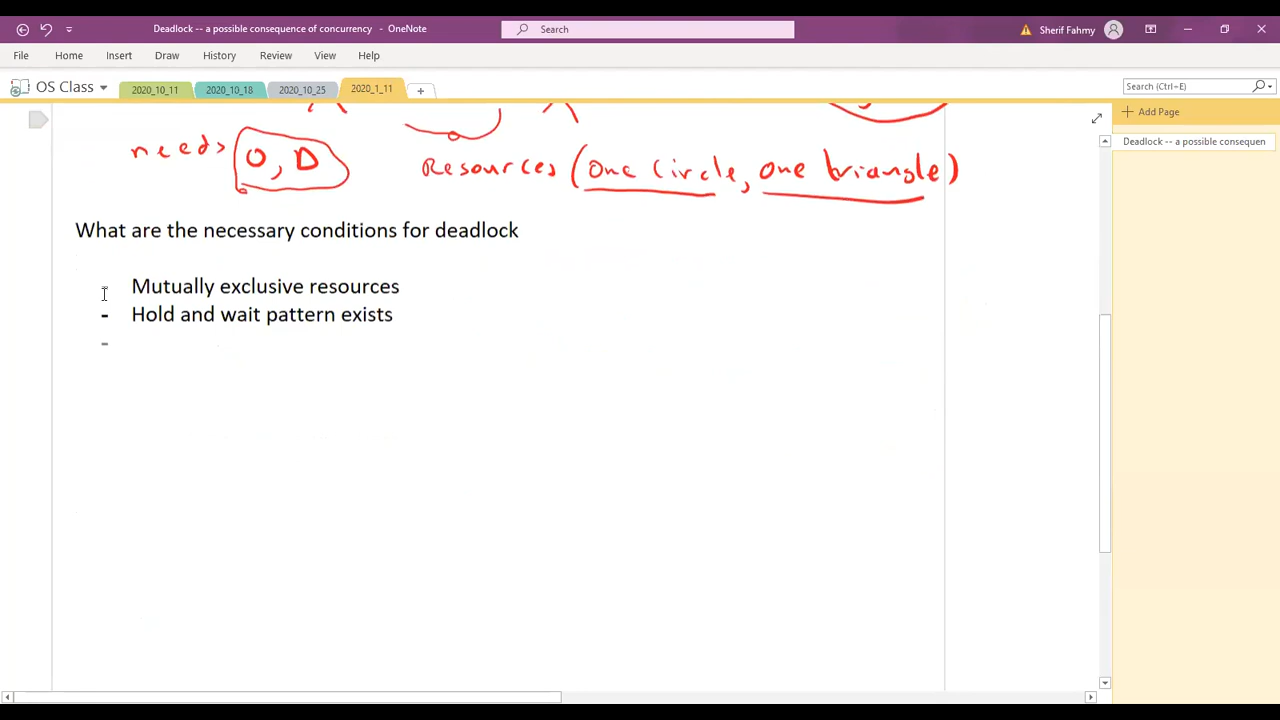 Deadlock -- a possible consequence of concurrency - OneNote
Search
Sherif Fahmy
File Home Insert Draw History Review View Help
OS Class
2020_10_11 2020_10_18 2020_10_25 2020_1_11
Search (Ctrl+E)
Add Page
Deadlock -- a possible consequen
needs O, D Resources (one circle, one triangle)
What are the necessary conditions for deadlock
- Mutually exclusive resources
- Hold and wait pattern exists
-